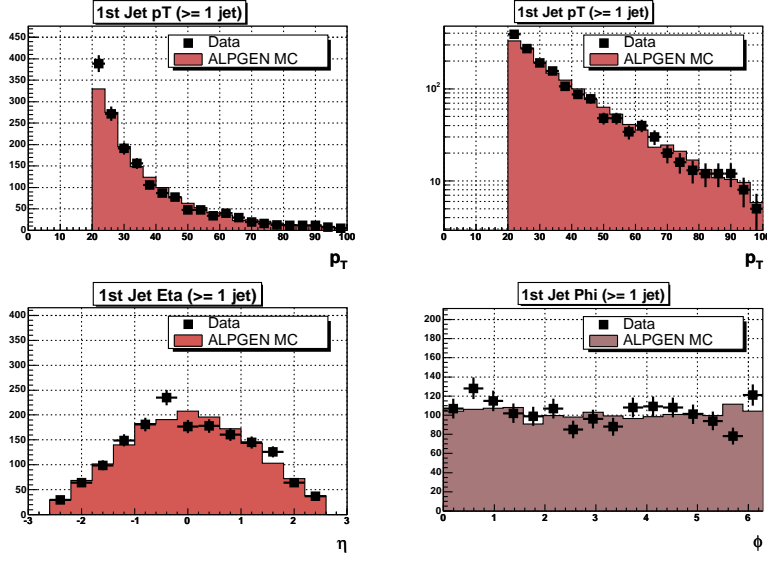 1st Jet pT (>= 1 jet)
Data
ALPGEN MC
450
400
350
300
250
200
150
100
50
0
0 10 20 30 40 50 60 70 80 90 100
pT
1st Jet pT (>= 1 jet)
Data
ALPGEN MC
10²
10
0 10 20 30 40 50 60 70 80 90 100
pT
1st Jet Eta (>= 1 jet)
Data
ALPGEN MC
400
350
300
250
200
150
100
50
0
-3 -2 -1 0 1 2 3
η
1st Jet Phi (>= 1 jet)
Data
ALPGEN MC
200
180
160
140
120
100
80
60
40
20
0
0 1 2 3 4 5 6
ϕ